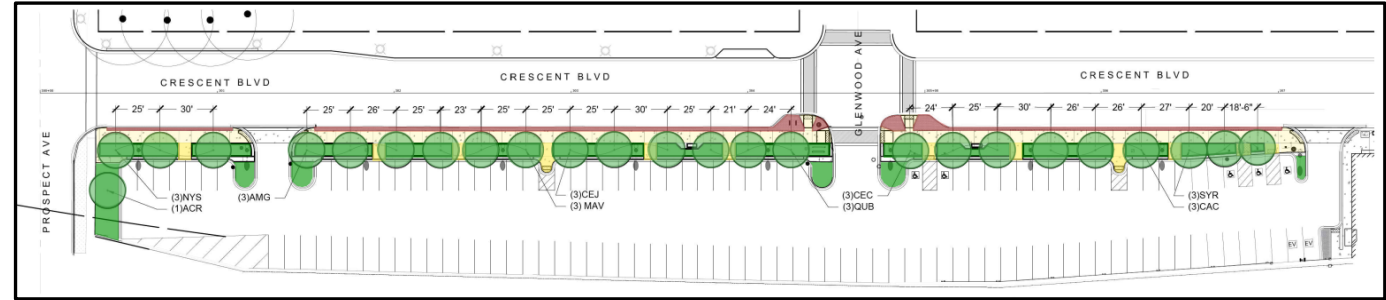 CRESCENT BLVD
CRESCENT BLVD
CRESCENT BLVD
GLENWOOD AVE
PROSPECT AVE
25' 30' 25' 26' 25' 23' 25' 25' 25' 30' 25' 21' 24' 24' 25' 30' 26' 26' 27' 20' 18'-6"
(3)NYS
(1)ACR
(3)AMG
(3)CEJ
(3) MAV
(3)CEC
(3)QUB
(3)SYR
(3)CAC
EV EV